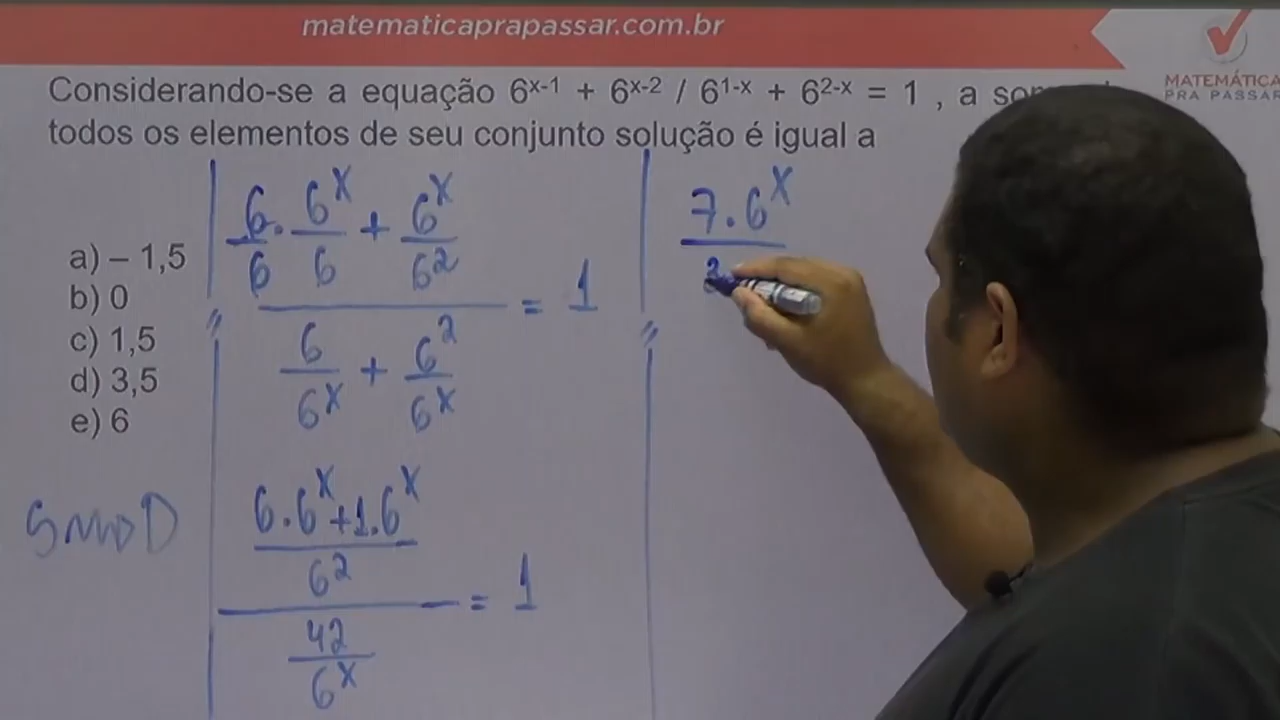 matematicaprapassar.com.br
MATEMÁTICA
PRA PASSAR
Considerando-se a equação 6ˣ⁻¹ + 6ˣ⁻² / 6¹⁻ˣ + 6²⁻ˣ = 1 , a
todos os elementos de seu conjunto solução é igual a
a) – 1,5
b) 0
c) 1,5
d) 3,5
e) 6
6/6 . 6ˣ/6 + 6ˣ/6²
= 1
6/6ˣ + 6²/6ˣ
6.6ˣ+1.6ˣ
6²
= 1
42
6ˣ
7.6ˣ